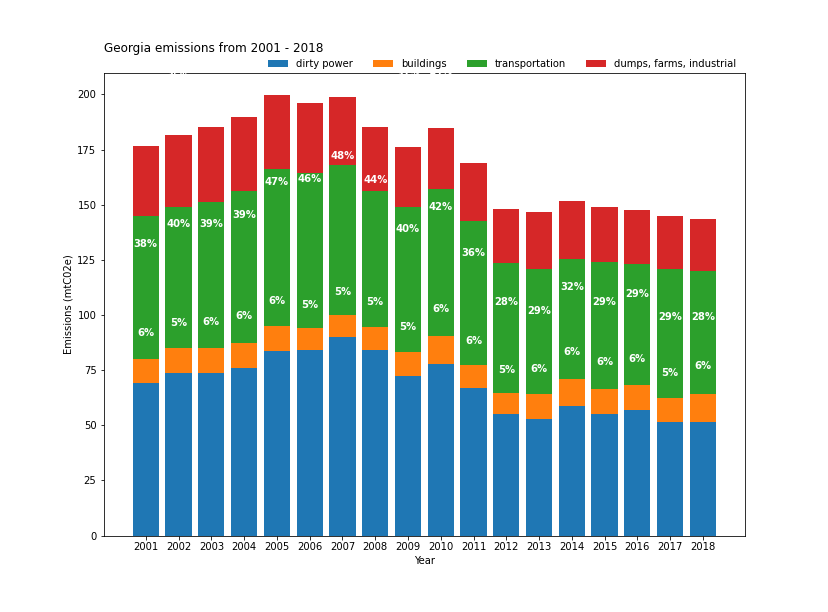 Georgia emissions from 2001 - 2018
dirty power buildings transportation dumps, farms, industrial
200
175
150
125
100
75
50
25
0
Emissions (mtC02e)
48%
47% 46% 44%
40% 39% 39% 40% 42%
38% 36%
32%
28% 29% 29% 29% 29% 28%
6% 5% 6% 6% 6% 5% 5% 5% 5% 6% 6% 5% 6% 6% 6% 6% 5% 6%
2001 2002 2003 2004 2005 2006 2007 2008 2009 2010 2011 2012 2013 2014 2015 2016 2017 2018
Year